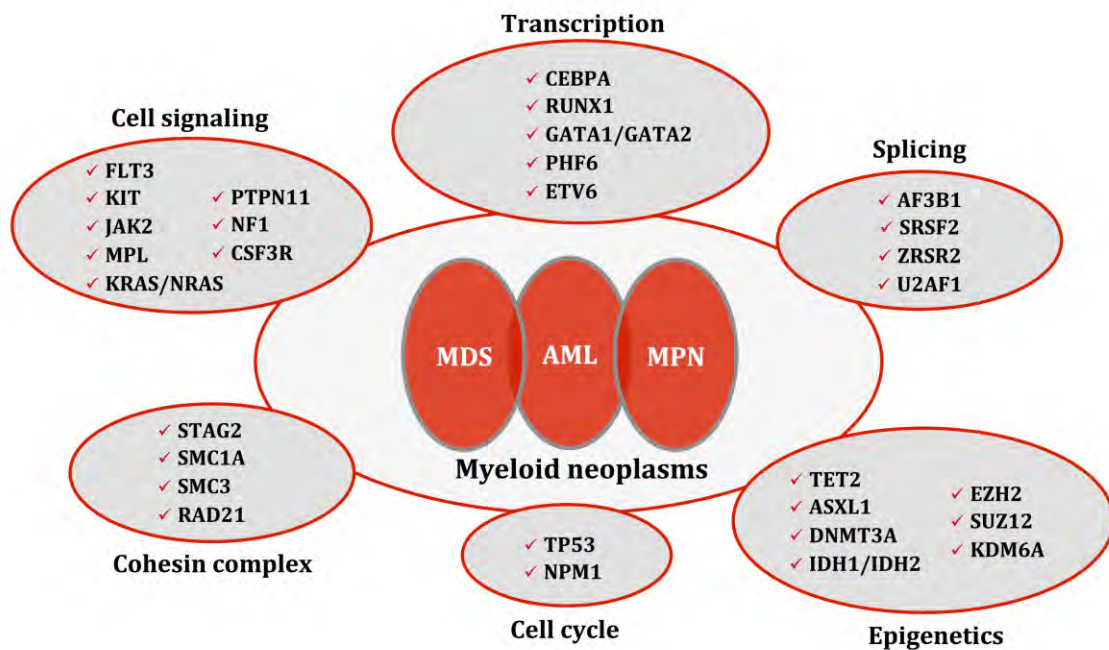 Transcription
✓ CEBPA
✓ RUNX1
✓ GATA1/GATA2
✓ PHF6
✓ ETV6
Cell signaling
✓ FLT3
✓ KIT
✓ JAK2
✓ MPL
✓ KRAS/NRAS
✓ PTPN11
✓ NF1
✓ CSF3R
Splicing
✓ AF3B1
✓ SRSF2
✓ ZRSR2
✓ U2AF1
MDS
AML
MPN
Myeloid neoplasms
✓ STAG2
✓ SMC1A
✓ SMC3
✓ RAD21
Cohesin complex
✓ TP53
✓ NPM1
Cell cycle
✓ TET2
✓ ASXL1
✓ DNMT3A
✓ IDH1/IDH2
✓ EZH2
✓ SUZ12
✓ KDM6A
Epigenetics